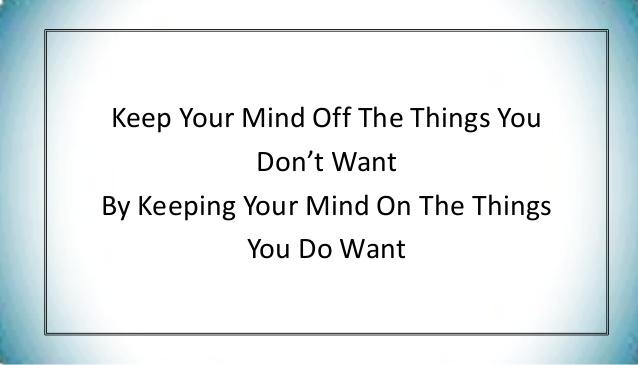 Keep Your Mind Off The Things You
Don’t Want
By Keeping Your Mind On The Things
You Do Want